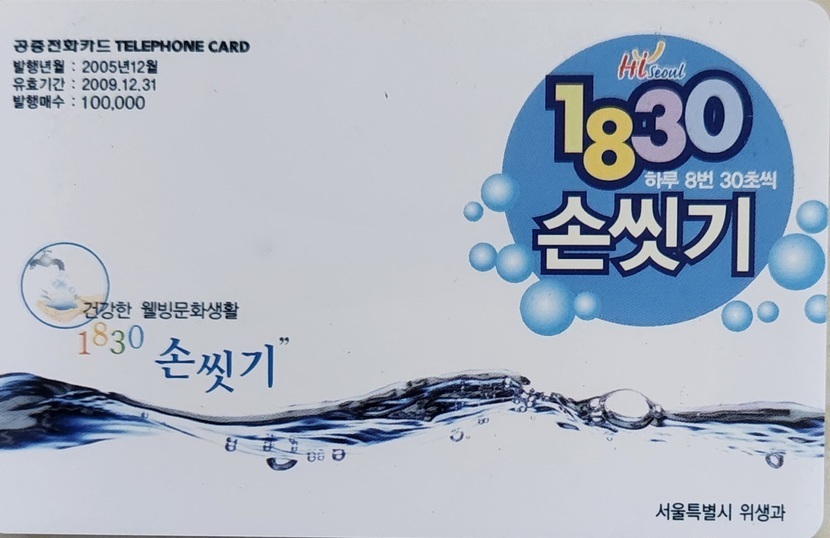 공중전화카드 TELEPHONE CARD
발행년월 : 2005년12월
유효기간 : 2009.12.31
발행매수 : 100,000
Hi Seoul
1830
하루 8번 30초씩
손씻기
건강한 웰빙문화생활
1830 손씻기”
서울특별시 위생과